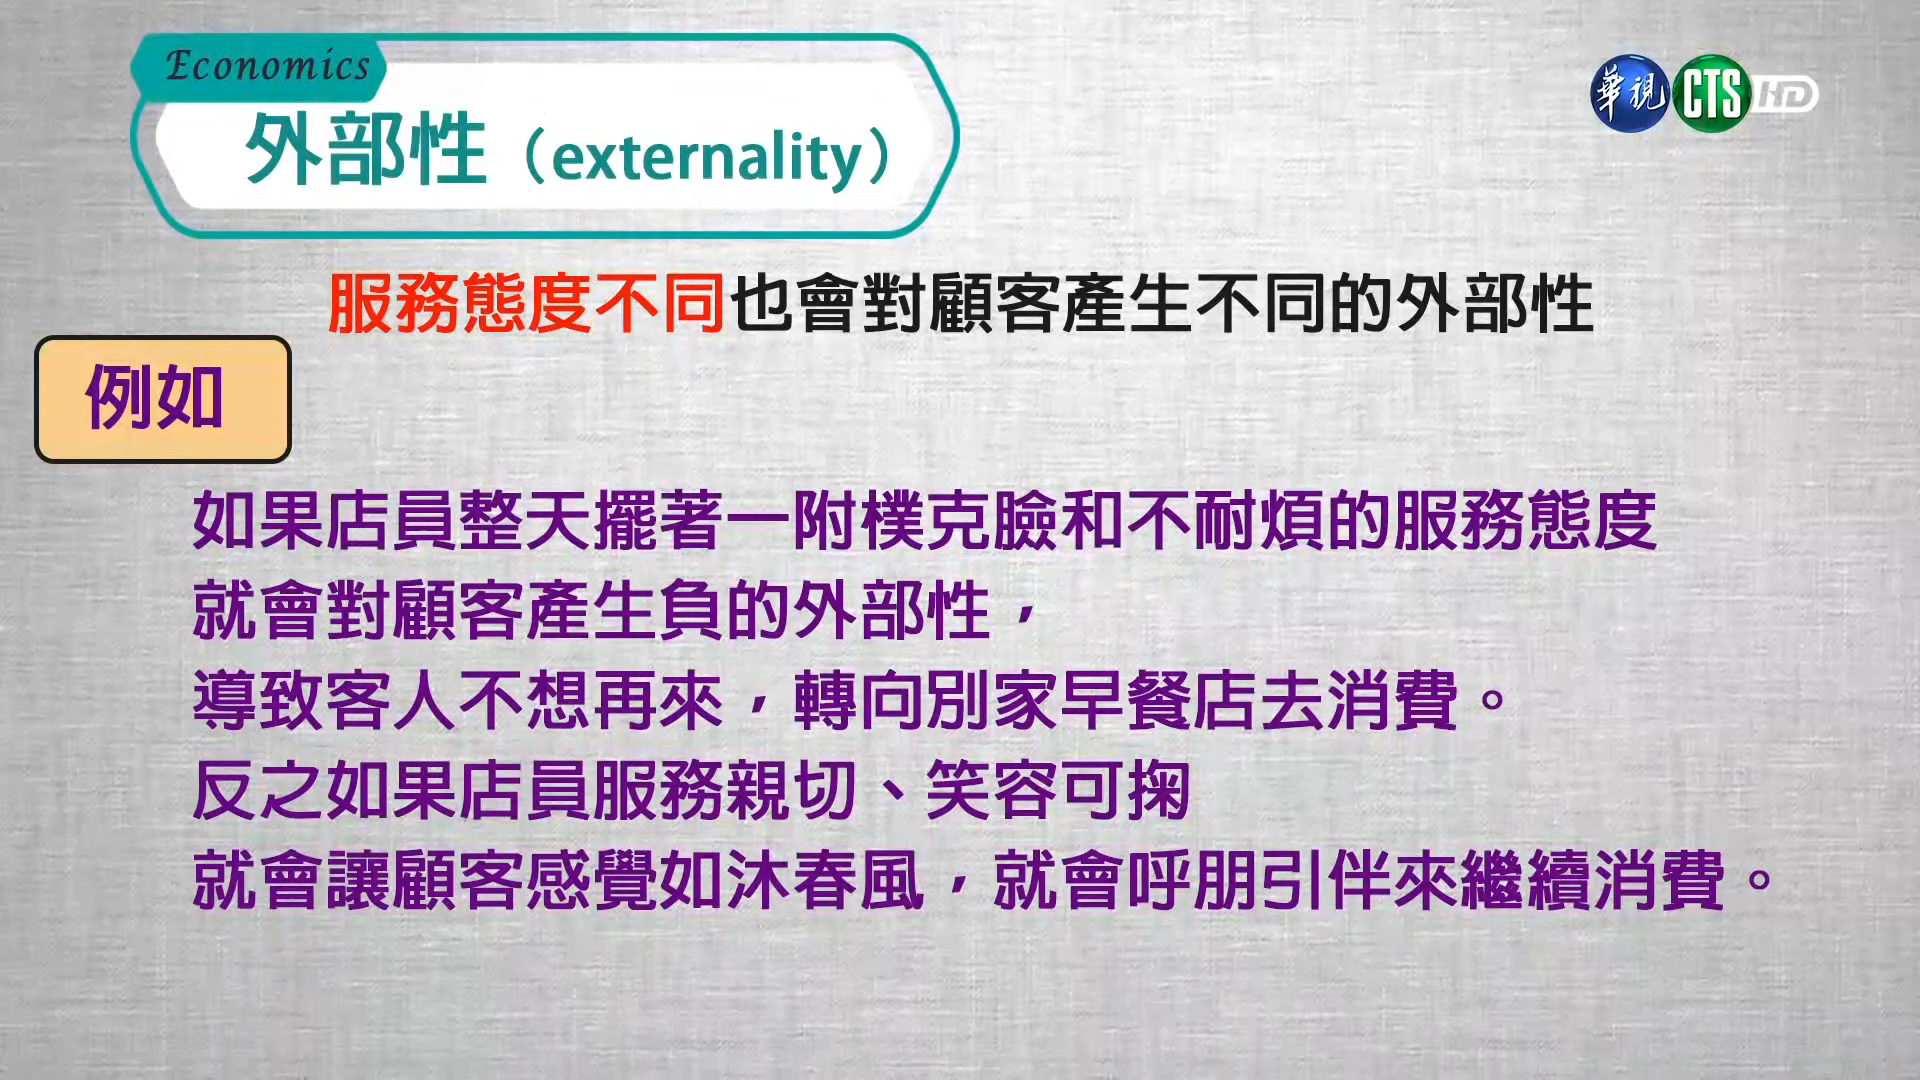 Economics
外部性（externality）
華視 CTS HD
服務態度不同也會對顧客產生不同的外部性
例如
如果店員整天擺著一附樸克臉和不耐煩的服務態度
就會對顧客產生負的外部性，
導致客人不想再來，轉向別家早餐店去消費。
反之如果店員服務親切、笑容可掬
就會讓顧客感覺如沐春風，就會呼朋引伴來繼續消費。